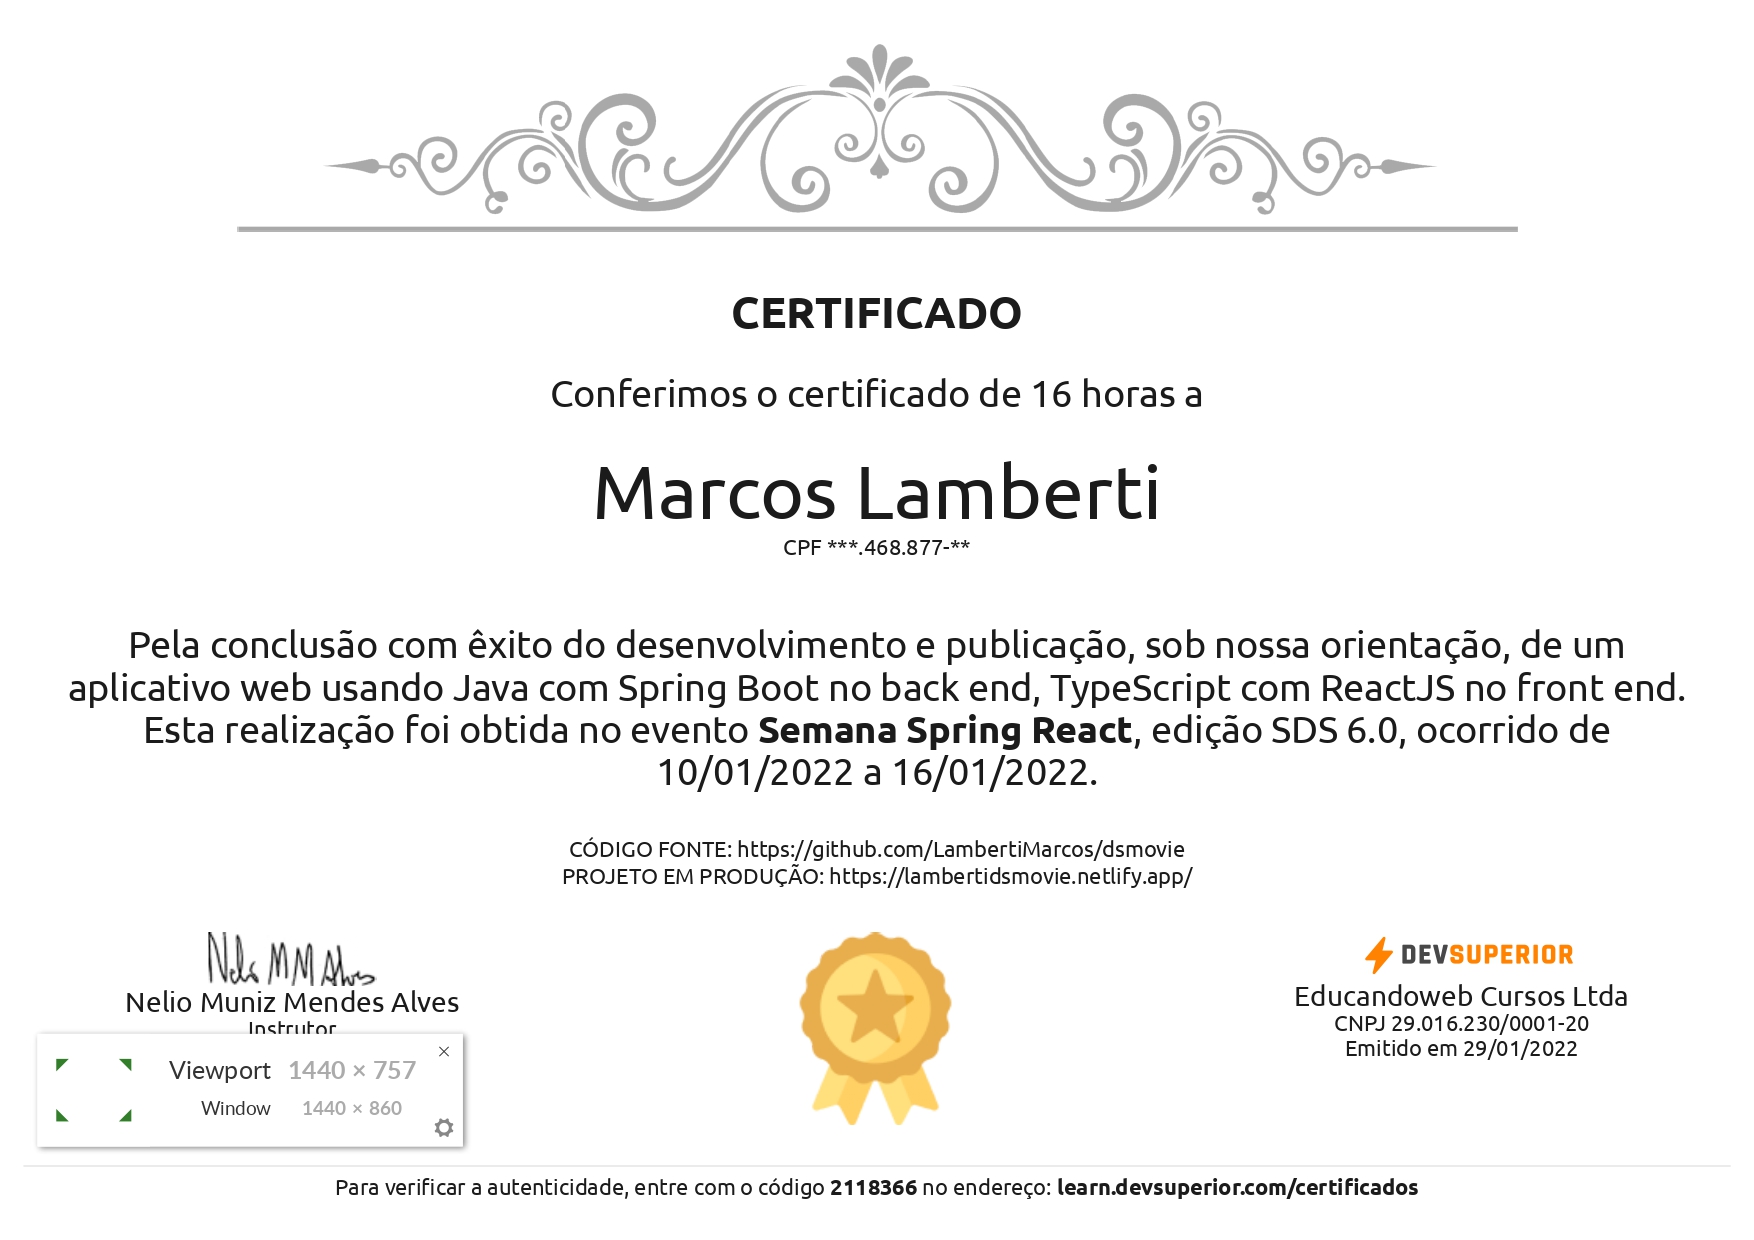 CERTIFICADO
Conferimos o certificado de 16 horas a
Marcos Lamberti
CPF ***.468.877-**
Pela conclusão com êxito do desenvolvimento e publicação, sob nossa orientação, de um
aplicativo web usando Java com Spring Boot no back end, TypeScript com ReactJS no front end.
Esta realização foi obtida no evento Semana Spring React, edição SDS 6.0, ocorrido de
10/01/2022 a 16/01/2022.
CÓDIGO FONTE: https://github.com/LambertiMarcos/dsmovie
PROJETO EM PRODUÇÃO: https://lambertidsmovie.netlify.app/
Nelio M M Alves
Nelio Muniz Mendes Alves
Instrutor
Viewport 1440 × 757
Window 1440 × 860
DEVSUPERIOR
Educandoweb Cursos Ltda
CNPJ 29.016.230/0001-20
Emitido em 29/01/2022
Para verificar a autenticidade, entre com o código 2118366 no endereço: learn.devsuperior.com/certificados